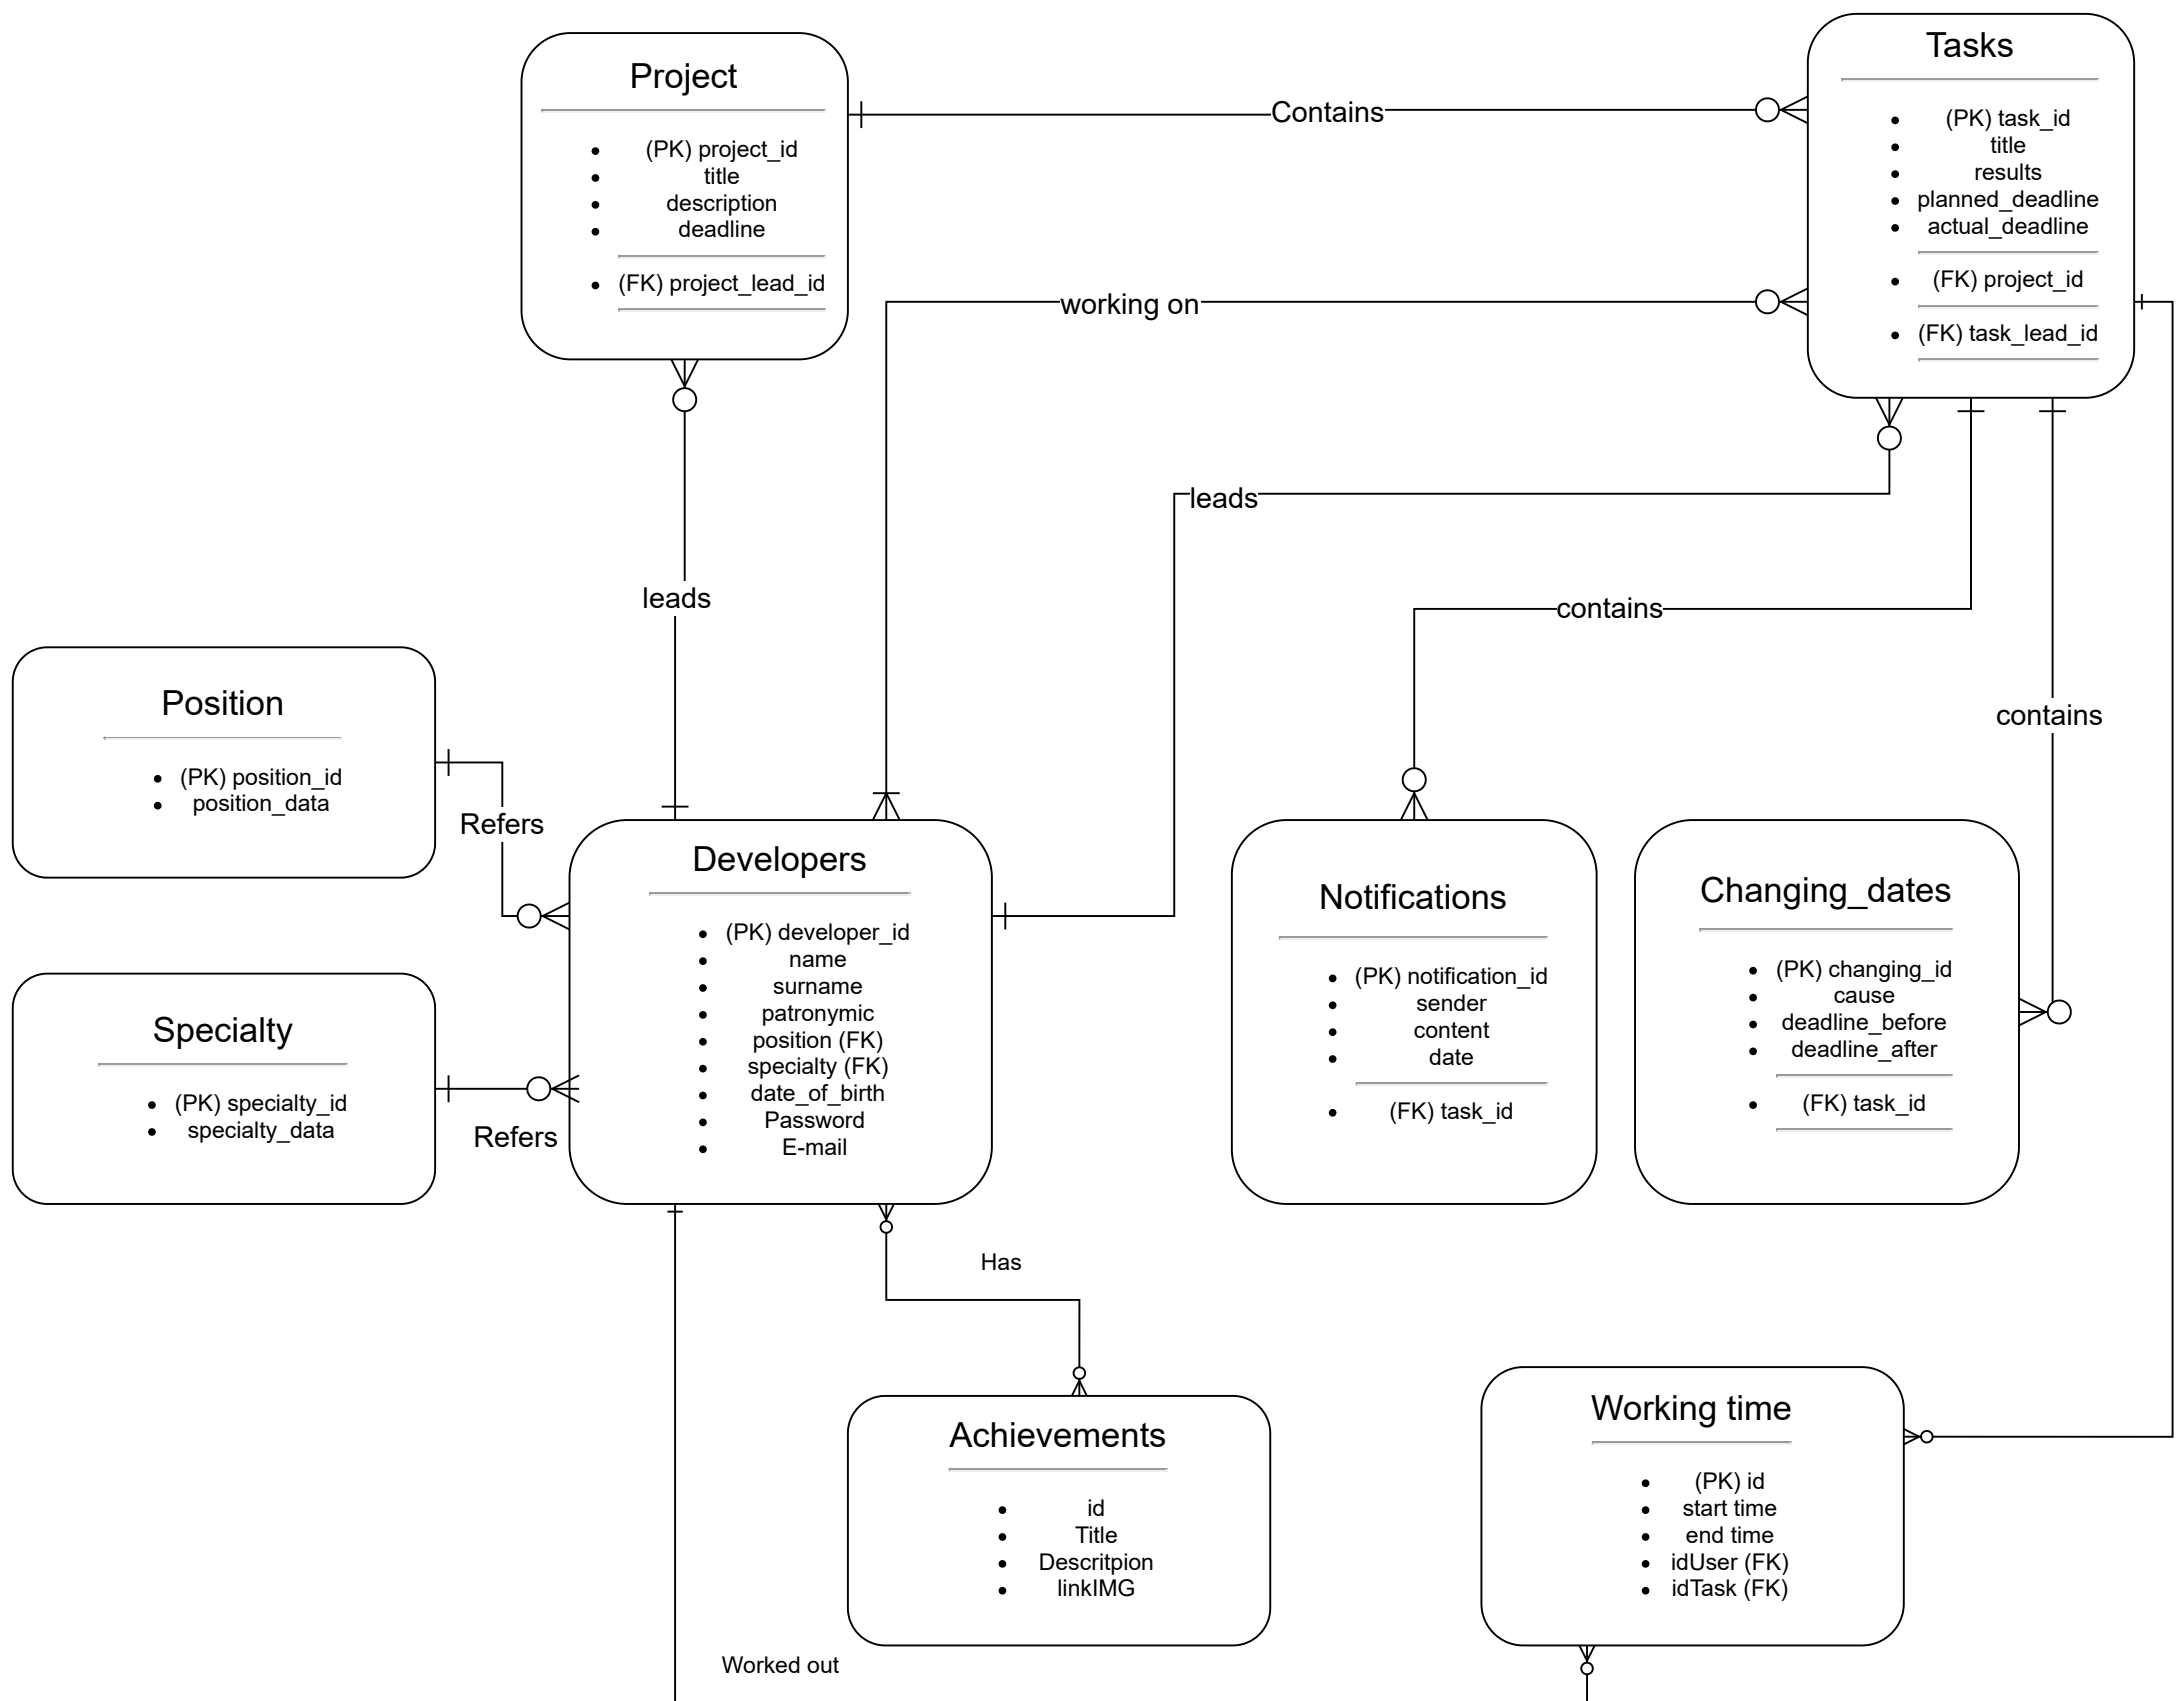 Project
(PK) project_id
title
description
deadline
(FK) project_lead_id
Contains
Tasks
(PK) task_id
title
results
planned_deadline
actual_deadline
(FK) project_id
(FK) task_lead_id
working on
leads
leads
contains
contains
Position
(PK) position_id
position_data
Refers
Specialty
(PK) specialty_id
specialty_data
Refers
Developers
(PK) developer_id
name
surname
patronymic
position (FK)
specialty (FK)
date_of_birth
Password
E-mail
Notifications
(PK) notification_id
sender
content
date
(FK) task_id
Changing_dates
(PK) changing_id
cause
deadline_before
deadline_after
(FK) task_id
Has
Achievements
id
Title
Descritpion
linkIMG
Working time
(PK) id
start time
end time
idUser (FK)
idTask (FK)
Worked out